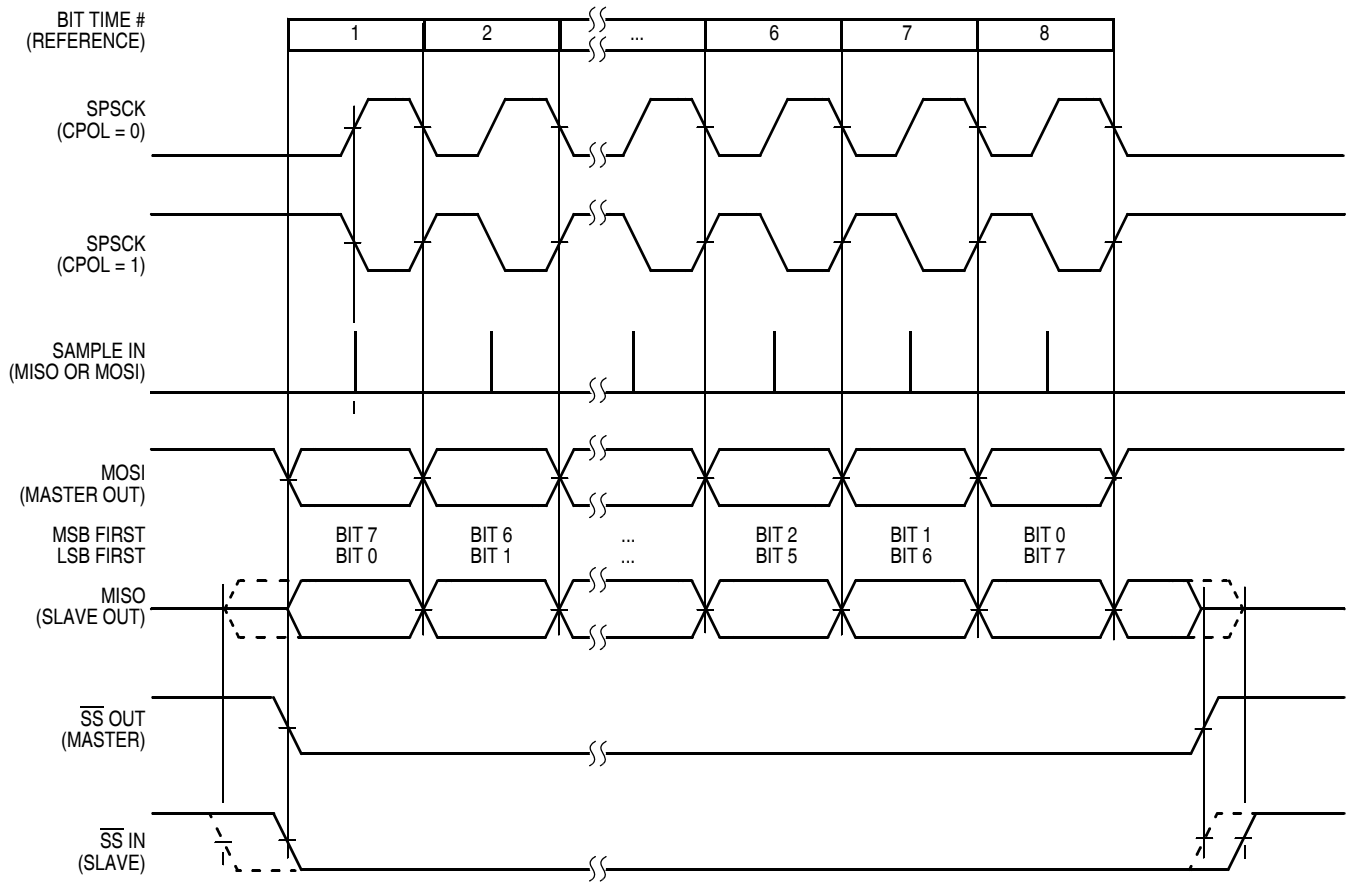 BIT TIME #
(REFERENCE)
1 2 ... 6 7 8
SPSCK
(CPOL = 0)
SPSCK
(CPOL = 1)
SAMPLE IN
(MISO OR MOSI)
MOSI
(MASTER OUT)
MSB FIRST BIT 7 BIT 6 ... BIT 2 BIT 1 BIT 0
LSB FIRST BIT 0 BIT 1 ... BIT 5 BIT 6 BIT 7
MISO
(SLAVE OUT)
S̅S̅ OUT
(MASTER)
S̅S̅ IN
(SLAVE)